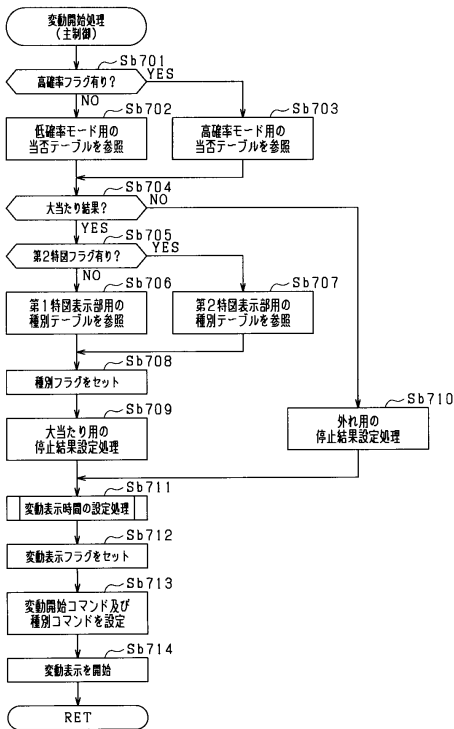 変動開始処理
(主制御)
Sb701
高確率フラグ有り?
YES
NO
Sb702
Sb703
低確率モード用の
当否テーブルを参照
高確率モード用の
当否テーブルを参照
Sb704
大当たり結果?
NO
YES
Sb705
第2特図フラグ有り?
YES
NO
Sb706
Sb707
第1特図表示部用の
種別テーブルを参照
第2特図表示部用の
種別テーブルを参照
Sb708
種別フラグをセット
Sb709
Sb710
大当たり用の
停止結果設定処理
外れ用の
停止結果設定処理
Sb711
変動表示時間の設定処理
Sb712
変動表示フラグをセット
Sb713
変動開始コマンド及び
種別コマンドを設定
Sb714
変動表示を開始
RET